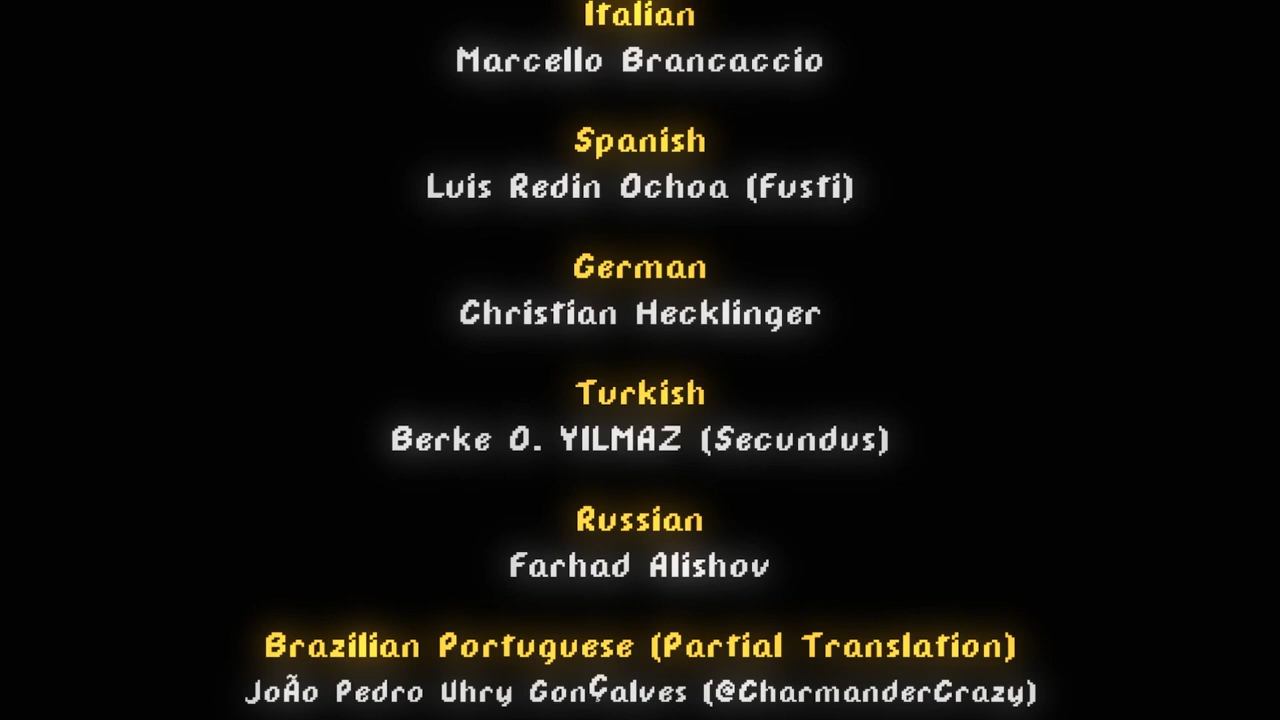 Italian
Marcello Brancaccio
Spanish
Luis Redin Ochoa (Fusti)
German
Christian Hecklinger
Turkish
Berke O. YILMAZ (Secundus)
Russian
Farhad Alishov
Brazilian Portuguese (Partial Translation)
JoÃo Pedro Uhry GonÇalves (@CharmanderCrazy)